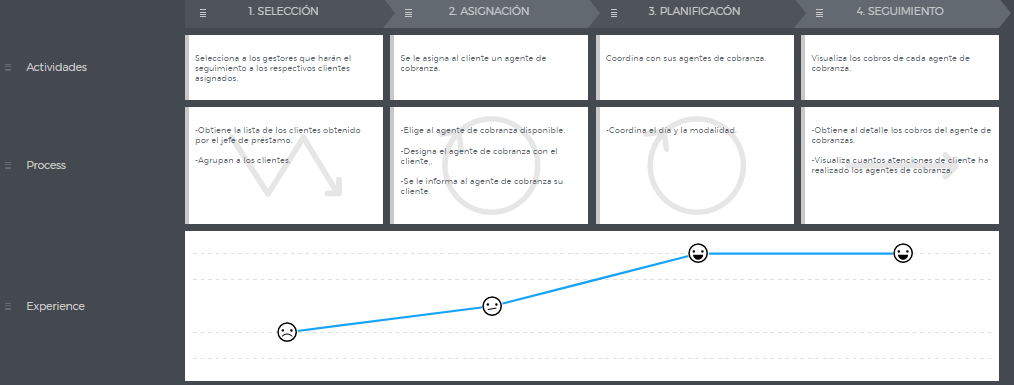 1. SELECCIÓN
2. ASIGNACIÓN
3. PLANIFICACÓN
4. SEGUIMIENTO
Actividades
Selecciona a los gestores que harán el
seguimiento a los respectivos clientes
asignados.
Se le asigna al cliente un agente de
cobranza.
Coordina con sus agentes de cobranza.
Visualiza los cobros de cada agente de
cobranza.
Process
-Obtiene la lista de los clientes obtenido
por el jefe de préstamo.
-Agrupan a los clientes.
-Elige al agente de cobranza disponible.
-Designa el agente de cobranza con el
cliente,.
-Se le informa al agente de cobranza su
cliente.
-Coordina el día y la modalidad.
-Obtiene al detalle los cobros del agente de
cobranzas.
-Visualiza cuantos atenciones de cliente ha
realizado los agentes de cobranza.
Experience